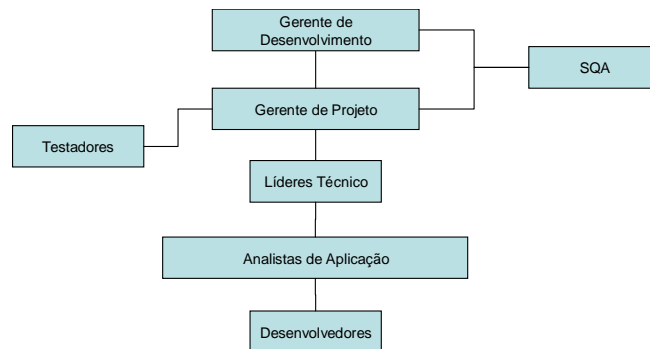 Gerente de
Desenvolvimento
SQA
Gerente de Projeto
Testadores
Líderes Técnico
Analistas de Aplicação
Desenvolvedores